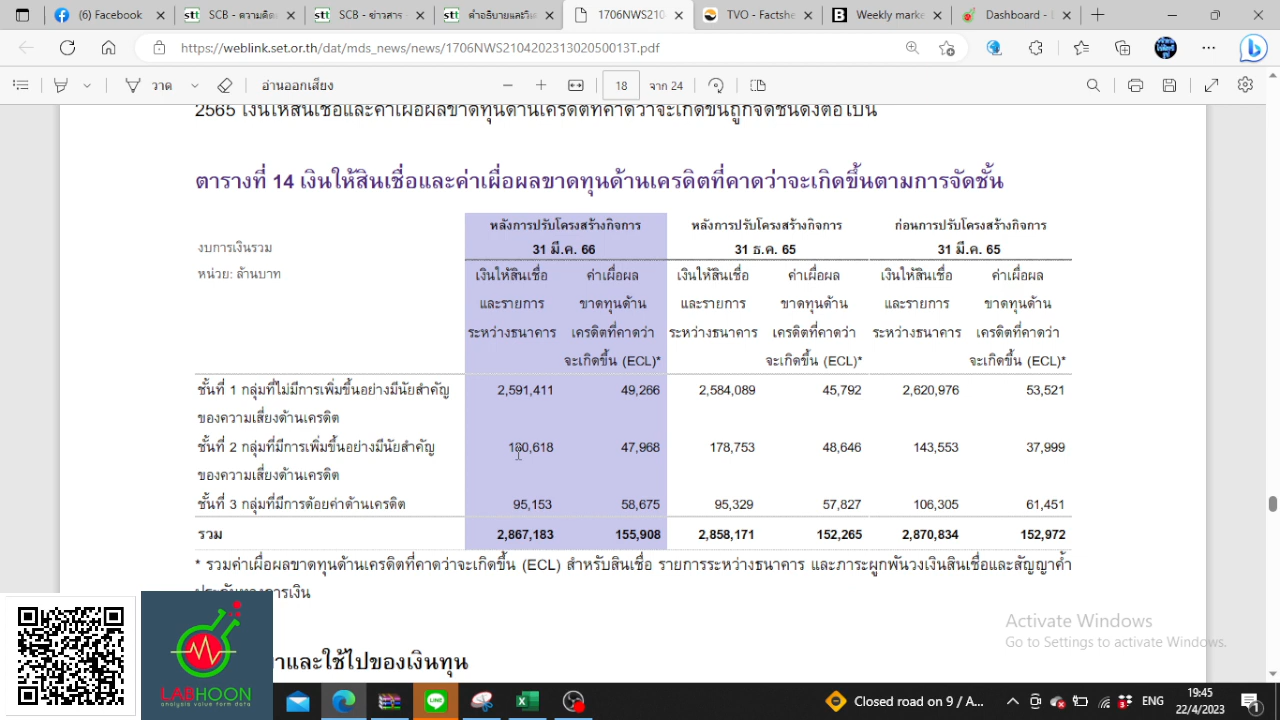 (6) Facebook
SCB - ความคิด
SCB - ข่าวสาร
คำอธิบายและวิเ
1706NWS210
TVO - Factshe
Weekly marke
Dashboard - L
https://weblink.set.or.th/dat/mds_news/news/1706NWS210420231302050013T.pdf
วาด อ่านออกเสียง 18 จาก 24
2565 เงินให้สินเชื่อและค่าเผื่อผลขาดทุนด้านเครดิตที่คาดว่าจะเกิดขึ้นถูกจัดชั้นดังต่อไปนี้
ตารางที่ 14 เงินให้สินเชื่อและค่าเผื่อผลขาดทุนด้านเครดิตที่คาดว่าจะเกิดขึ้นตามการจัดชั้น
หลังการปรับโครงสร้างกิจการ หลังการปรับโครงสร้างกิจการ ก่อนการปรับโครงสร้างกิจการ
งบการเงินรวม 31 มี.ค. 66 31 ธ.ค. 65 31 มี.ค. 65
หน่วย: ล้านบาท เงินให้สินเชื่อ ค่าเผื่อผล เงินให้สินเชื่อ ค่าเผื่อผล เงินให้สินเชื่อ ค่าเผื่อผล
และรายการ ขาดทุนด้าน และรายการ ขาดทุนด้าน และรายการ ขาดทุนด้าน
ระหว่างธนาคาร เครดิตที่คาดว่า ระหว่างธนาคาร เครดิตที่คาดว่า ระหว่างธนาคาร เครดิตที่คาดว่า
จะเกิดขึ้น (ECL)* จะเกิดขึ้น (ECL)* จะเกิดขึ้น (ECL)*
ชั้นที่ 1 กลุ่มที่ไม่มีการเพิ่มขึ้นอย่างมีนัยสำคัญ 2,591,411 49,266 2,584,089 45,792 2,620,976 53,521
ของความเสี่ยงด้านเครดิต
ชั้นที่ 2 กลุ่มที่มีการเพิ่มขึ้นอย่างมีนัยสำคัญ 180,618 47,968 178,753 48,646 143,553 37,999
ของความเสี่ยงด้านเครดิต
ชั้นที่ 3 กลุ่มที่มีการด้อยค่าด้านเครดิต 95,153 58,675 95,329 57,827 106,305 61,451
รวม 2,867,183 155,908 2,858,171 152,265 2,870,834 152,972
* รวมค่าเผื่อผลขาดทุนด้านเครดิตที่คาดว่าจะเกิดขึ้น (ECL) สำหรับสินเชื่อ รายการระหว่างธนาคาร และภาระผูกพันวงเงินสินเชื่อและสัญญาค้ำ
ประกันทางการเงิน
และใช้ไปของเงินทุน
Activate Windows
Go to Settings to activate Windows.
LABHOON
analysis value form data
Closed road on 9 / A...
ENG
19:45
22/4/2023